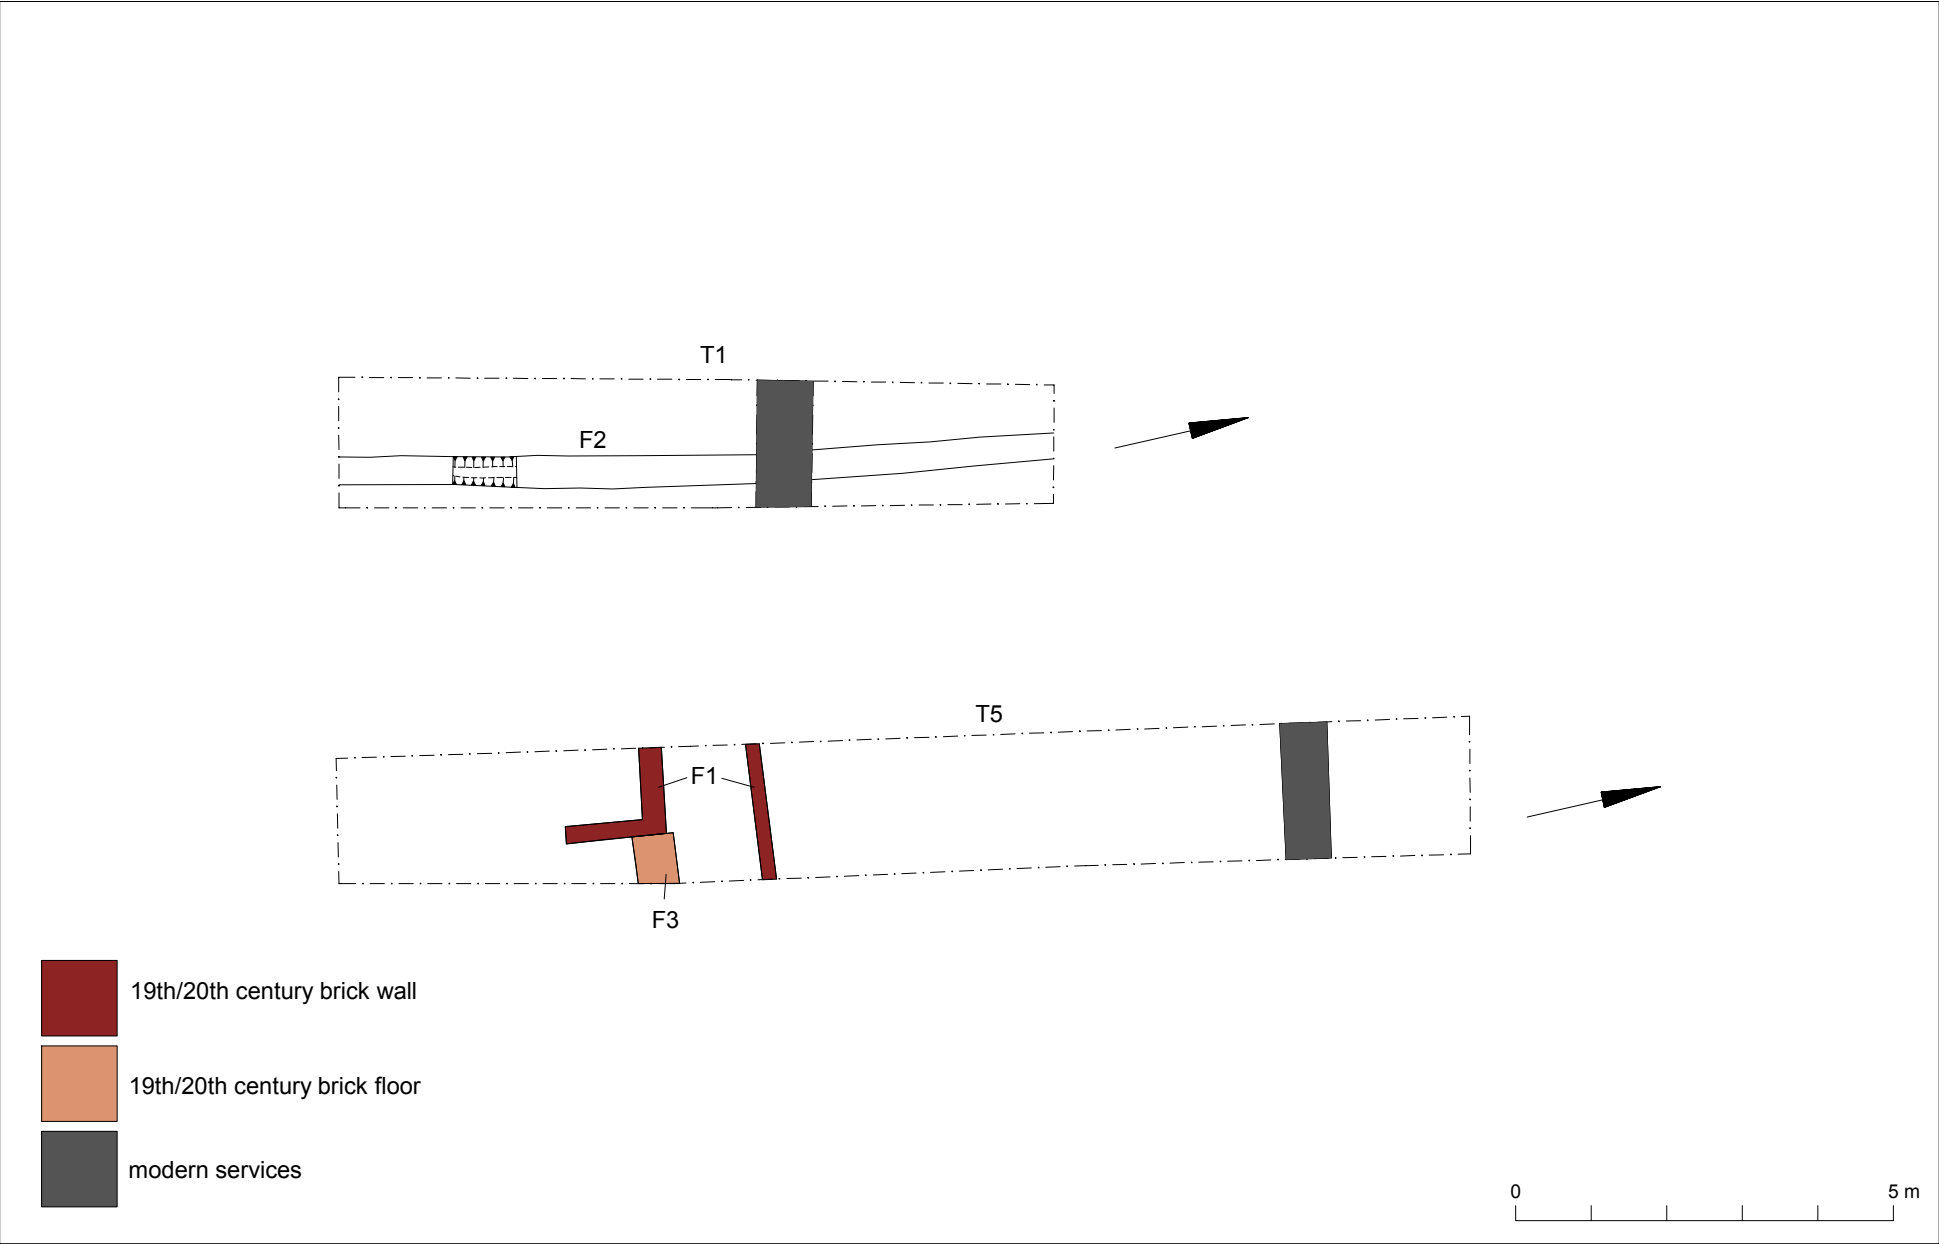 T1
F2
T5
F1
F3
19th/20th century brick wall
19th/20th century brick floor
modern services
0 5 m